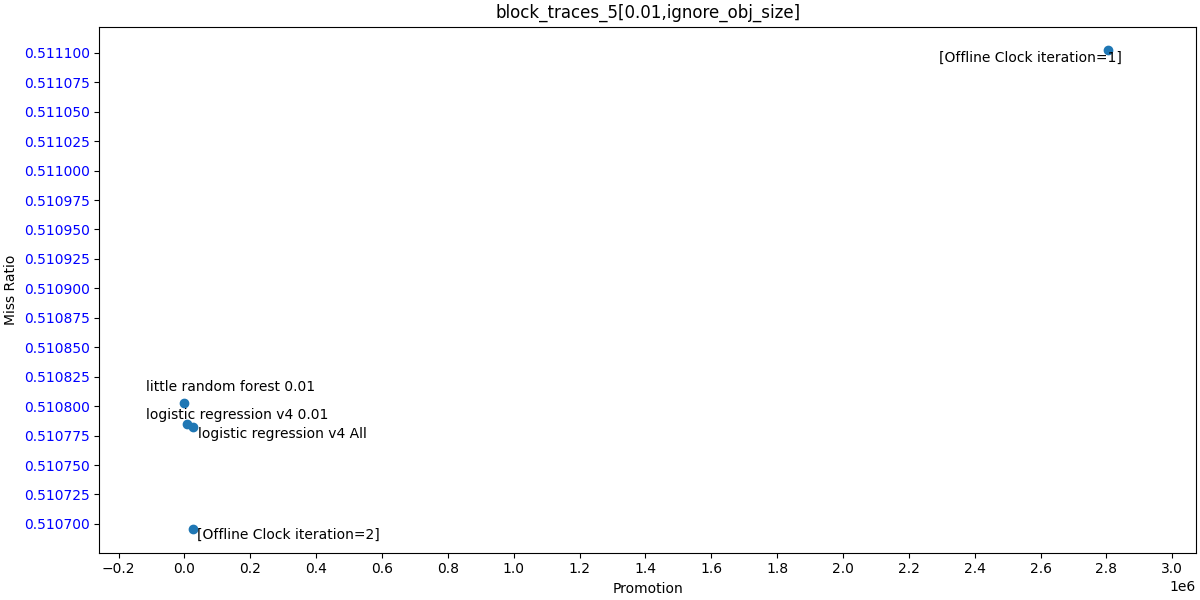 block_traces_5[0.01,ignore_obj_size]
0.511100
0.511075
0.511050
0.511025
0.511000
0.510975
0.510950
0.510925
0.510900
0.510875
0.510850
0.510825
0.510800
0.510775
0.510750
0.510725
0.510700
Miss Ratio
[Offline Clock iteration=1]
little random forest 0.01
logistic regression v4 0.01
logistic regression v4 All
[Offline Clock iteration=2]
−0.2 0.0 0.2 0.4 0.6 0.8 1.0 1.2 1.4 1.6 1.8 2.0 2.2 2.4 2.6 2.8 3.0
1e6
Promotion